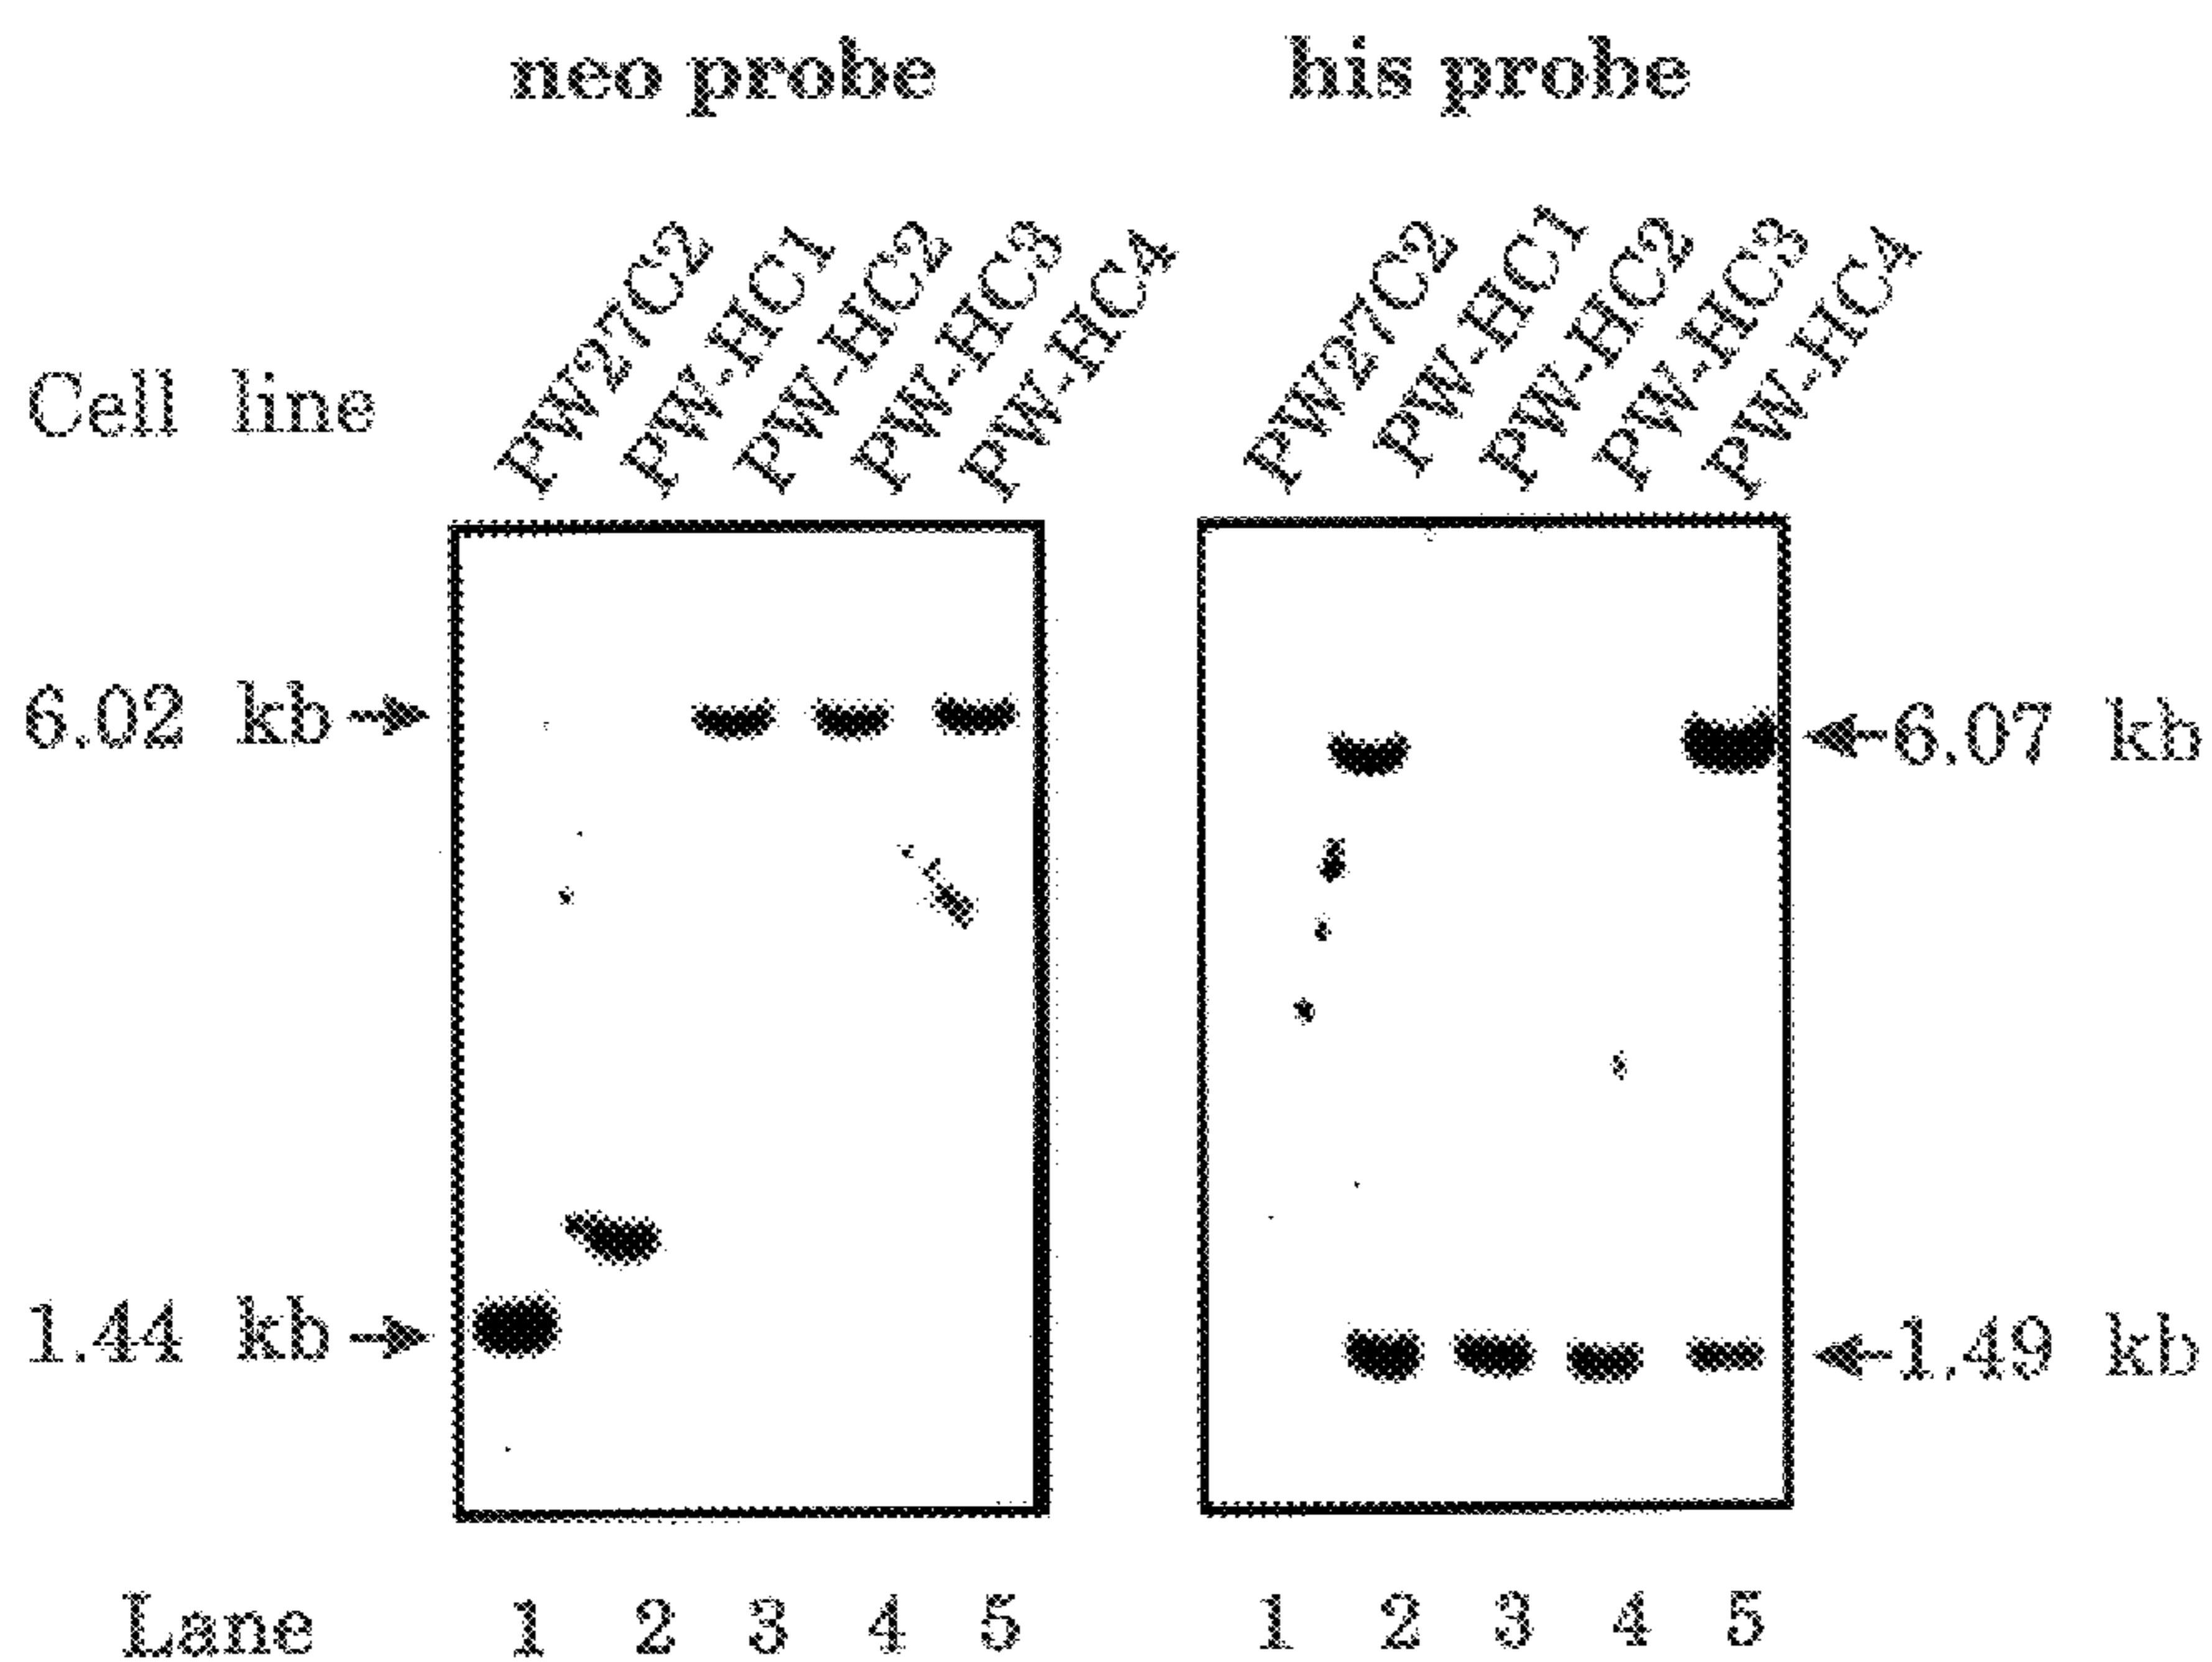 neo probe his probe
PW27C2 PW-HC1 PW-HC2 PW-HC3 PW-HC4 PW27C2 PW-HC1 PW-HC2 PW-HC3 PW-HC4
Cell line
6.02 kb 6.07 kb
1.44 kb 1.49 kb
Lane 1 2 3 4 5 1 2 3 4 5